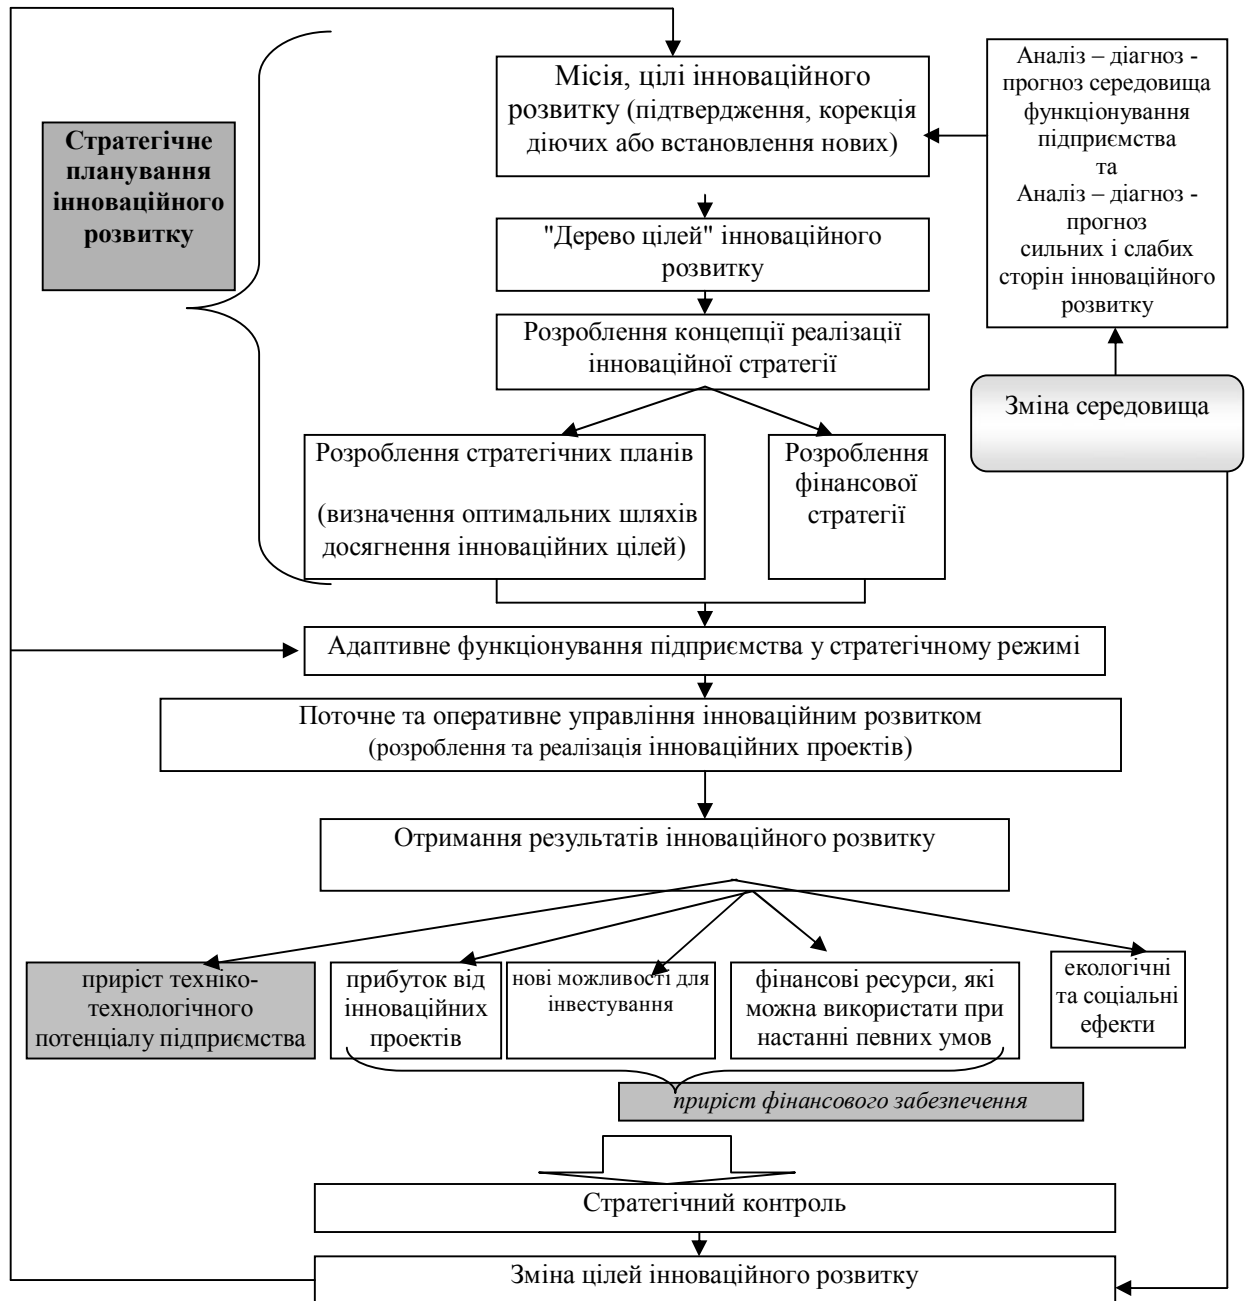 Місія, цілі інноваційного
розвитку (підтвердження, корекція
діючих або встановлення нових)
Аналіз – діагноз -
прогноз середовища
функціонування
підприємства
та
Аналіз – діагноз -
прогноз
сильних і слабих
сторін інноваційного
розвитку
Стратегічне
планування
інноваційного
розвитку
"Дерево цілей" інноваційного
розвитку
Розроблення концепції реалізації
інноваційної стратегії
Зміна середовища
Розроблення стратегічних планів
(визначення оптимальних шляхів
досягнення інноваційних цілей)
Розроблення
фінансової
стратегії
Адаптивне функціонування підприємства у стратегічному режимі
Поточне та оперативне управління інноваційним розвитком
(розроблення та реалізація інноваційних проектів)
Отримання результатів інноваційного розвитку
приріст техніко-
технологічного
потенціалу підприємства
прибуток від
інноваційних
проектів
нові можливості для
інвестування
фінансові ресурси, які
можна використати при
настанні певних умов
екологічні
та соціальні
ефекти
приріст фінансового забезпечення
Стратегічний контроль
Зміна цілей інноваційного розвитку